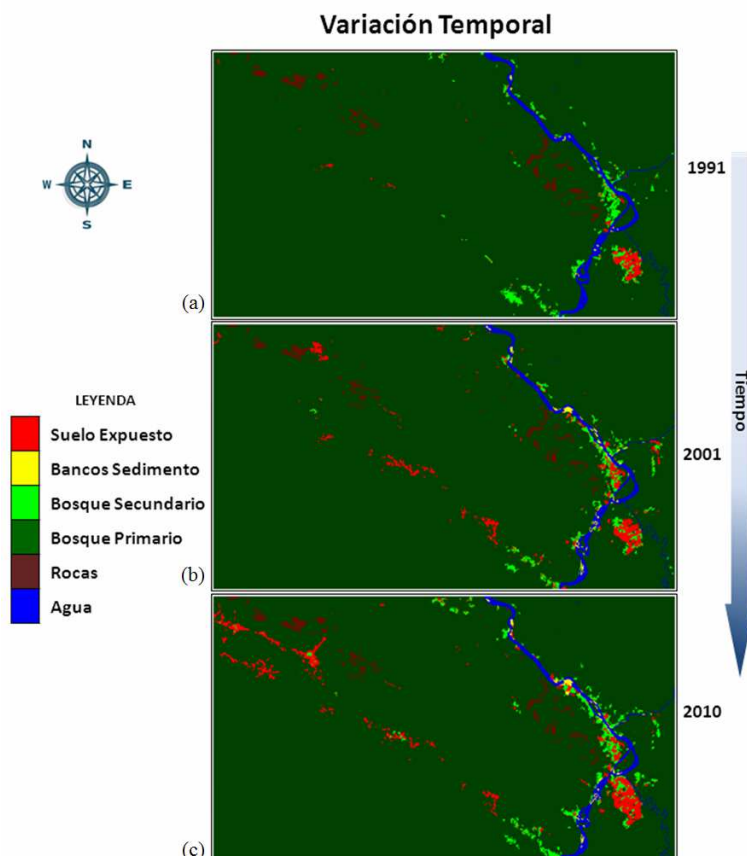 Variación Temporal
N
W E
S
1991
(a)
Tiempo
LEYENDA
Suelo Expuesto
Bancos Sedimento
Bosque Secundario
Bosque Primario
Rocas
Agua
2001
(b)
2010
(c)